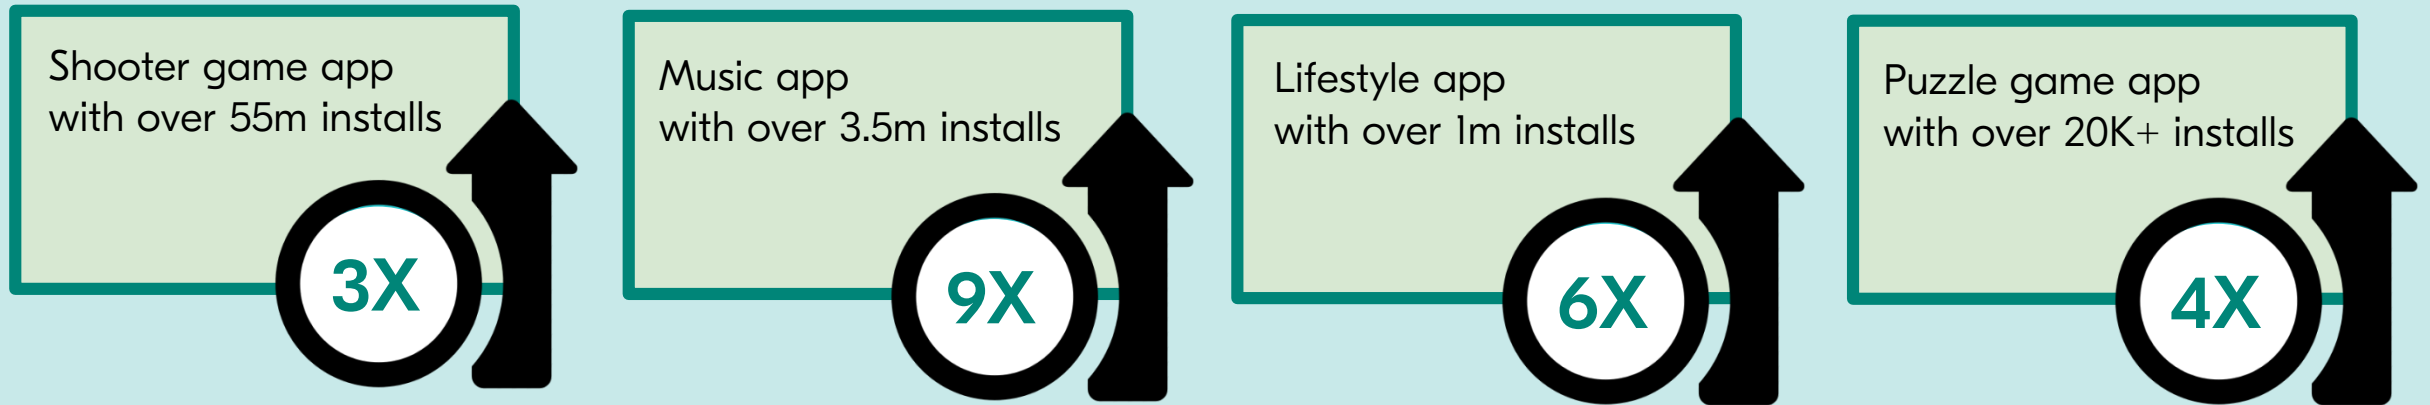 Shooter game app
with over 55m installs
3X
Music app
with over 3.5m installs
9X
Lifestyle app
with over 1m installs
6X
Puzzle game app
with over 20K+ installs
4X